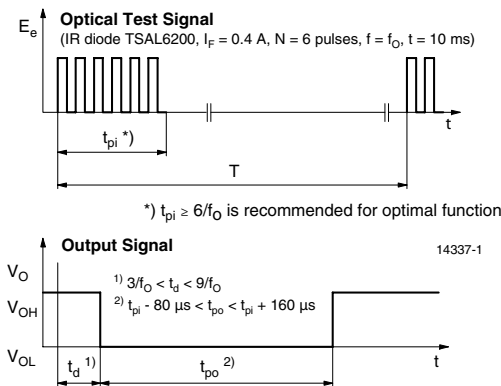 Optical Test Signal
E_e
(IR diode TSAL6200, I_F = 0.4 A, N = 6 pulses, f = f_O, t = 10 ms)
t
t_pi *)
T
*) t_pi ≥ 6/f_O is recommended for optimal function
Output Signal
14337-1
V_O
V_OH
V_OL
1) 3/f_O < t_d < 9/f_O
2) t_pi - 80 µs < t_po < t_pi + 160 µs
t_d 1)
t_po 2)
t